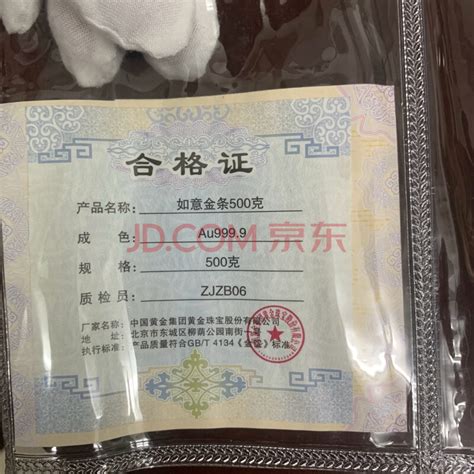 合格证
产品名称: 如意金条500克
成色: Au999.9
JD.COM 京东
规格: 500克
质检员: ZJZB06
厂家名称: 中国黄金集团黄金珠宝股份有限公司
地址: 北京市东城区柳荫公园南街一号
执行标准: 产品质量符合GB/T 4134《金锭》